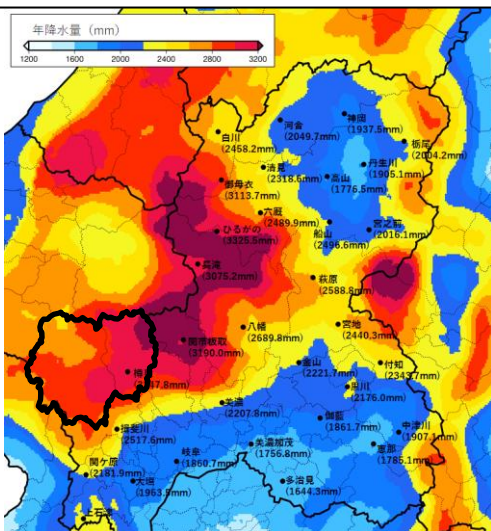 年降水量（mm）
1200 1600 2000 2400 2800 3200
神岡
(1937.5mm)
河合
(2049.7mm)
白川
(2458.2mm)
栃尾
(2004.2mm)
丹生川
(1905.1mm)
清見
(2318.6mm)
高山
(1776.5mm)
御母衣
(3113.7mm)
六厩
(2489.9mm)
船山
(2496.6mm)
宮之前
(2016.1mm)
ひるがの
(3325.5mm)
長滝
(3075.2mm)
萩原
(2588.8mm)
八幡
(2689.8mm)
宮地
(2440.3mm)
関市板取
(3190.0mm)
金山
(2221.7mm)
付知
(2343.7mm)
黒川
(2176.0mm)
美濃
(2207.8mm)
(1861.7mm)
中津川
(1907.1mm)
揖斐川
(2517.6mm)
美濃加茂
(1756.8mm)
恵那
(1785.1mm)
岐阜
(1860.7mm)
関ケ原
(2181.9mm)
大垣
多治見
(1644.3mm)
上石津